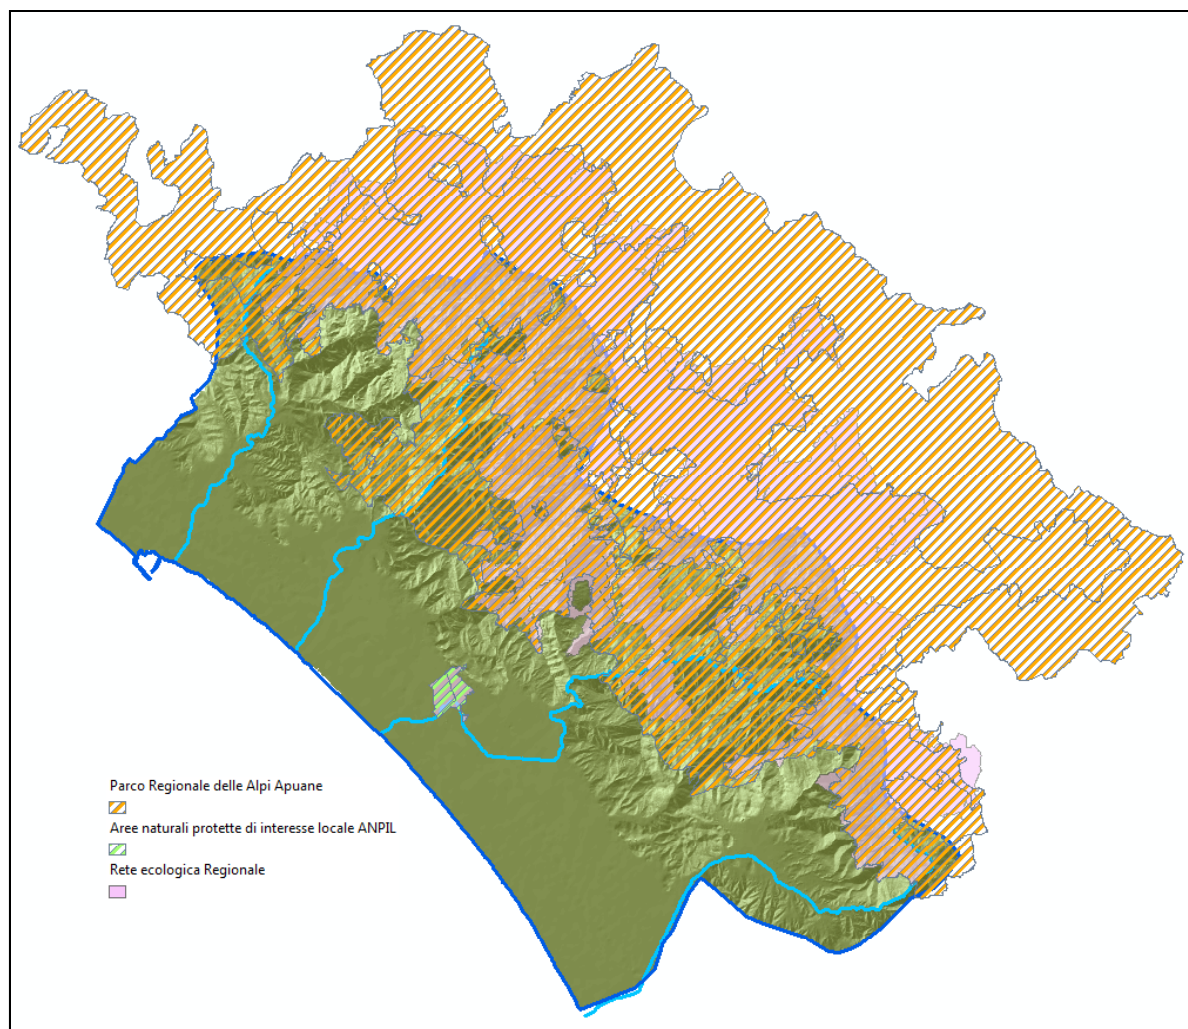 Parco Regionale delle Alpi Apuane
Aree naturali protette di interesse locale ANPIL
Rete ecologica Regionale